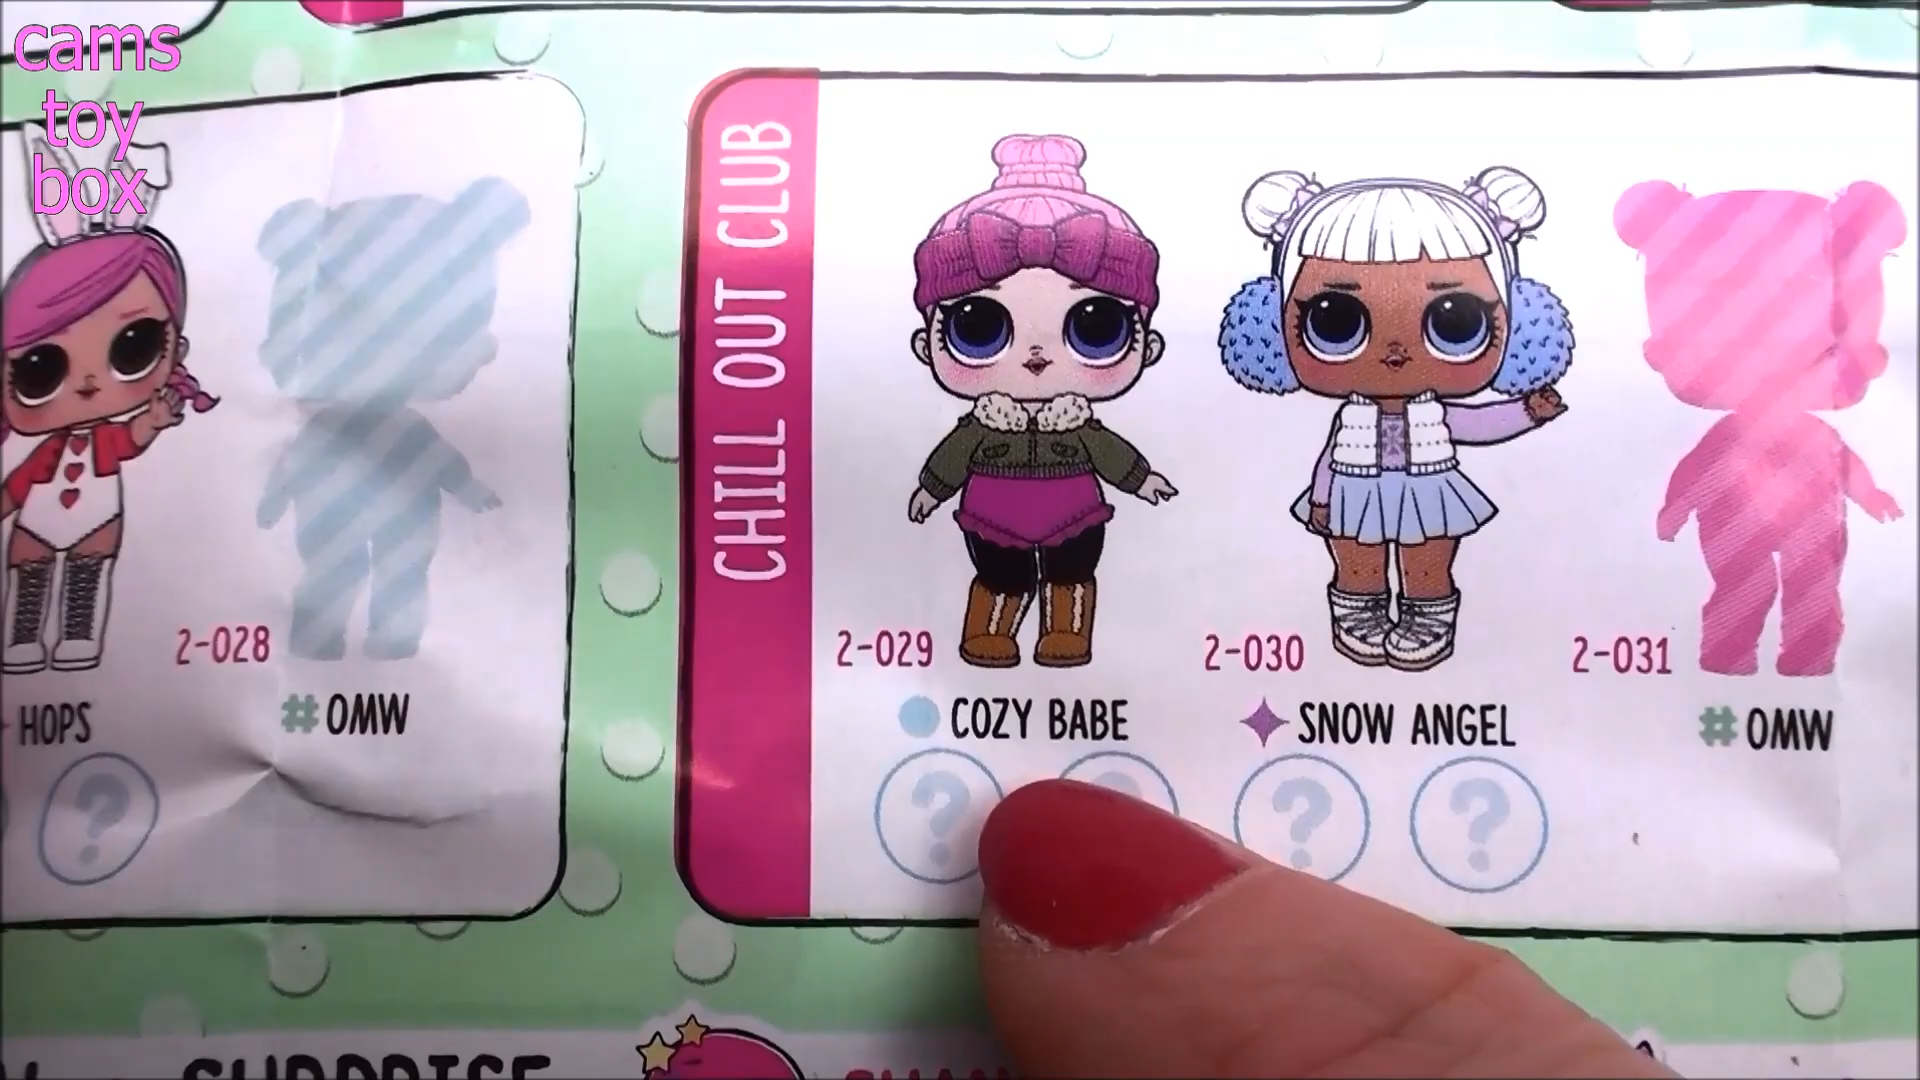 cams
toy
box
CHILL OUT CLUB
2-028
2-029
2-030
2-031
HOPS
#OMW
COZY BABE
SNOW ANGEL
#OMW
? ? ? ? ?
SURPRISE